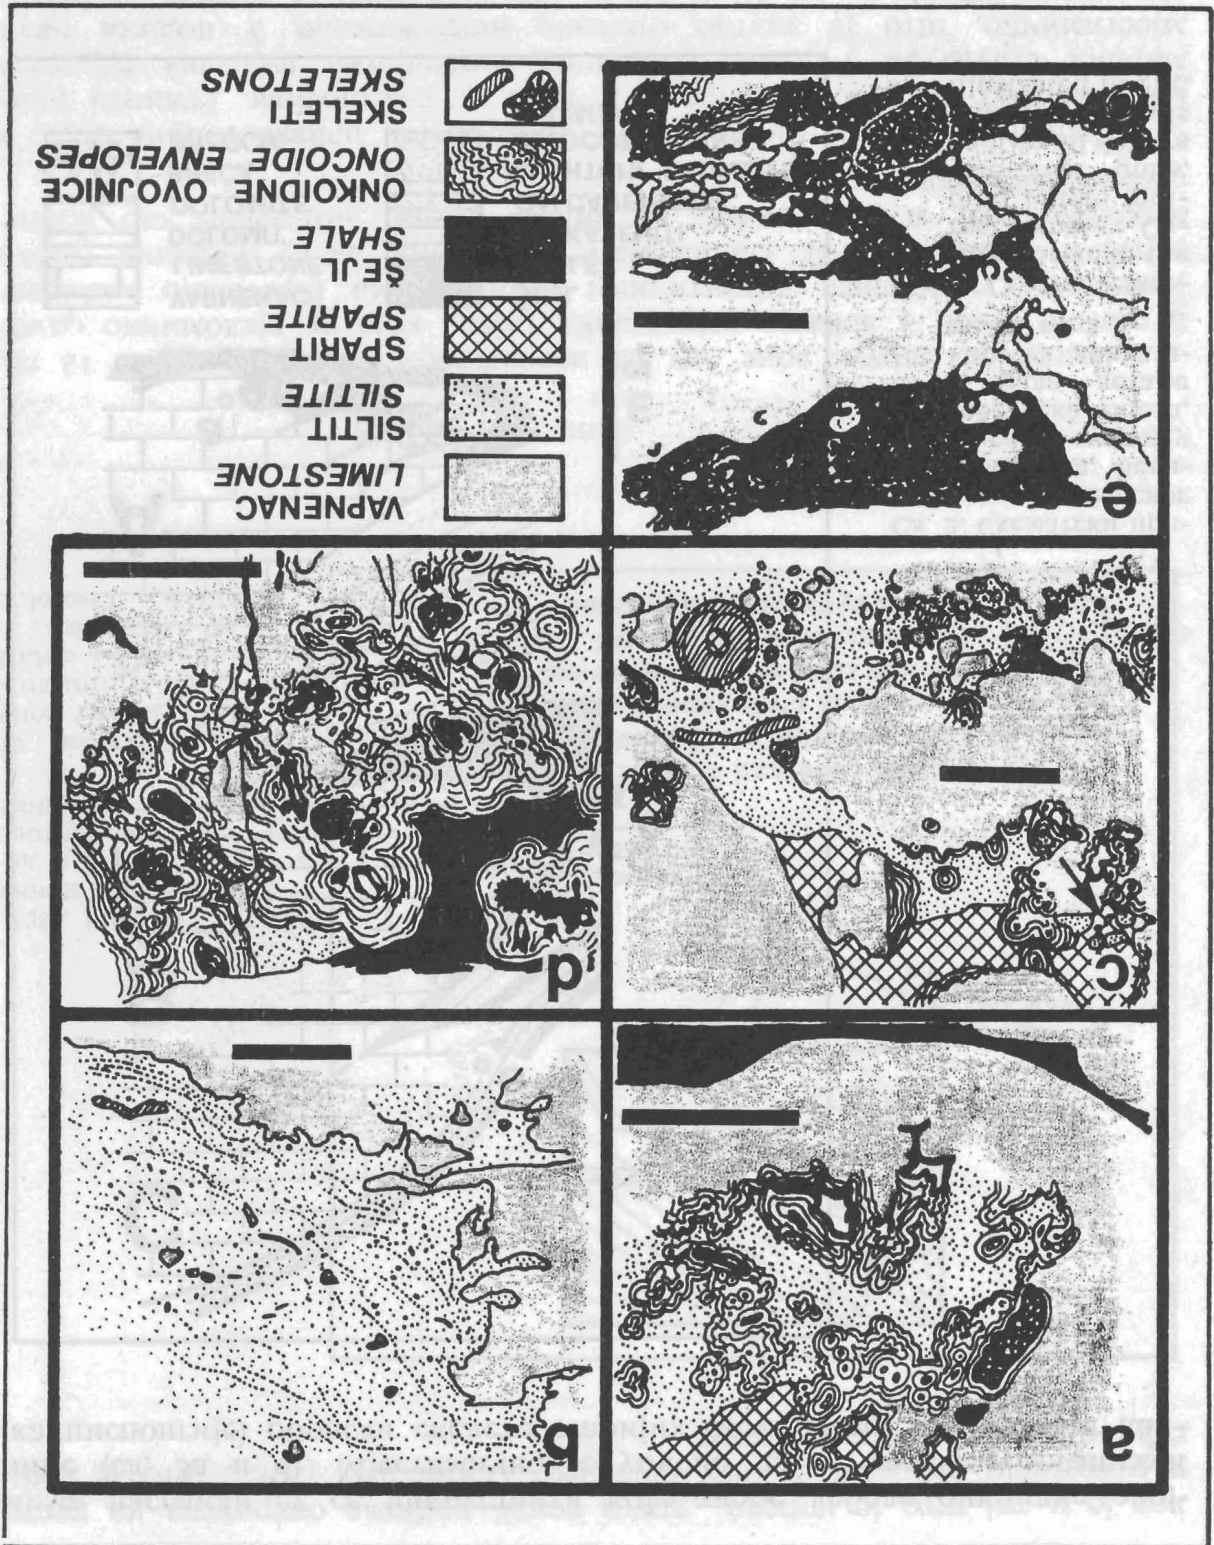 a
b
c
d
e
VAPNENAC
LIMESTONE
SILTIT
SILTITE
SPARIT
SPARITE
ŠEJL
SHALE
ONKOIDNE OVOJNICE
ONCOIDE ENVELOPES
SKELETI
SKELETONS